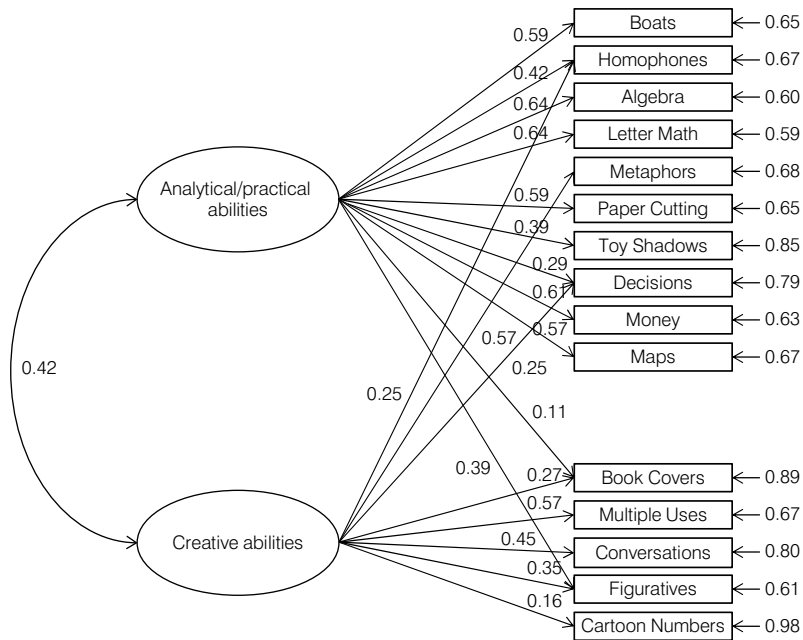 Boats
0.65
0.59
Homophones
0.67
0.42
Algebra
0.60
0.64
Letter Math
0.59
0.64
Metaphors
0.68
Analytical/practical
abilities
Paper Cutting
0.65
0.59
Toy Shadows
0.85
0.39
Decisions
0.79
0.29
Money
0.63
0.61
Maps
0.67
0.57
0.57
0.25
0.42
0.25
0.11
0.39
Book Covers
0.89
0.27
Multiple Uses
0.67
0.57
Creative abilities
Conversations
0.80
0.45
Figuratives
0.61
0.35
Cartoon Numbers
0.98
0.16